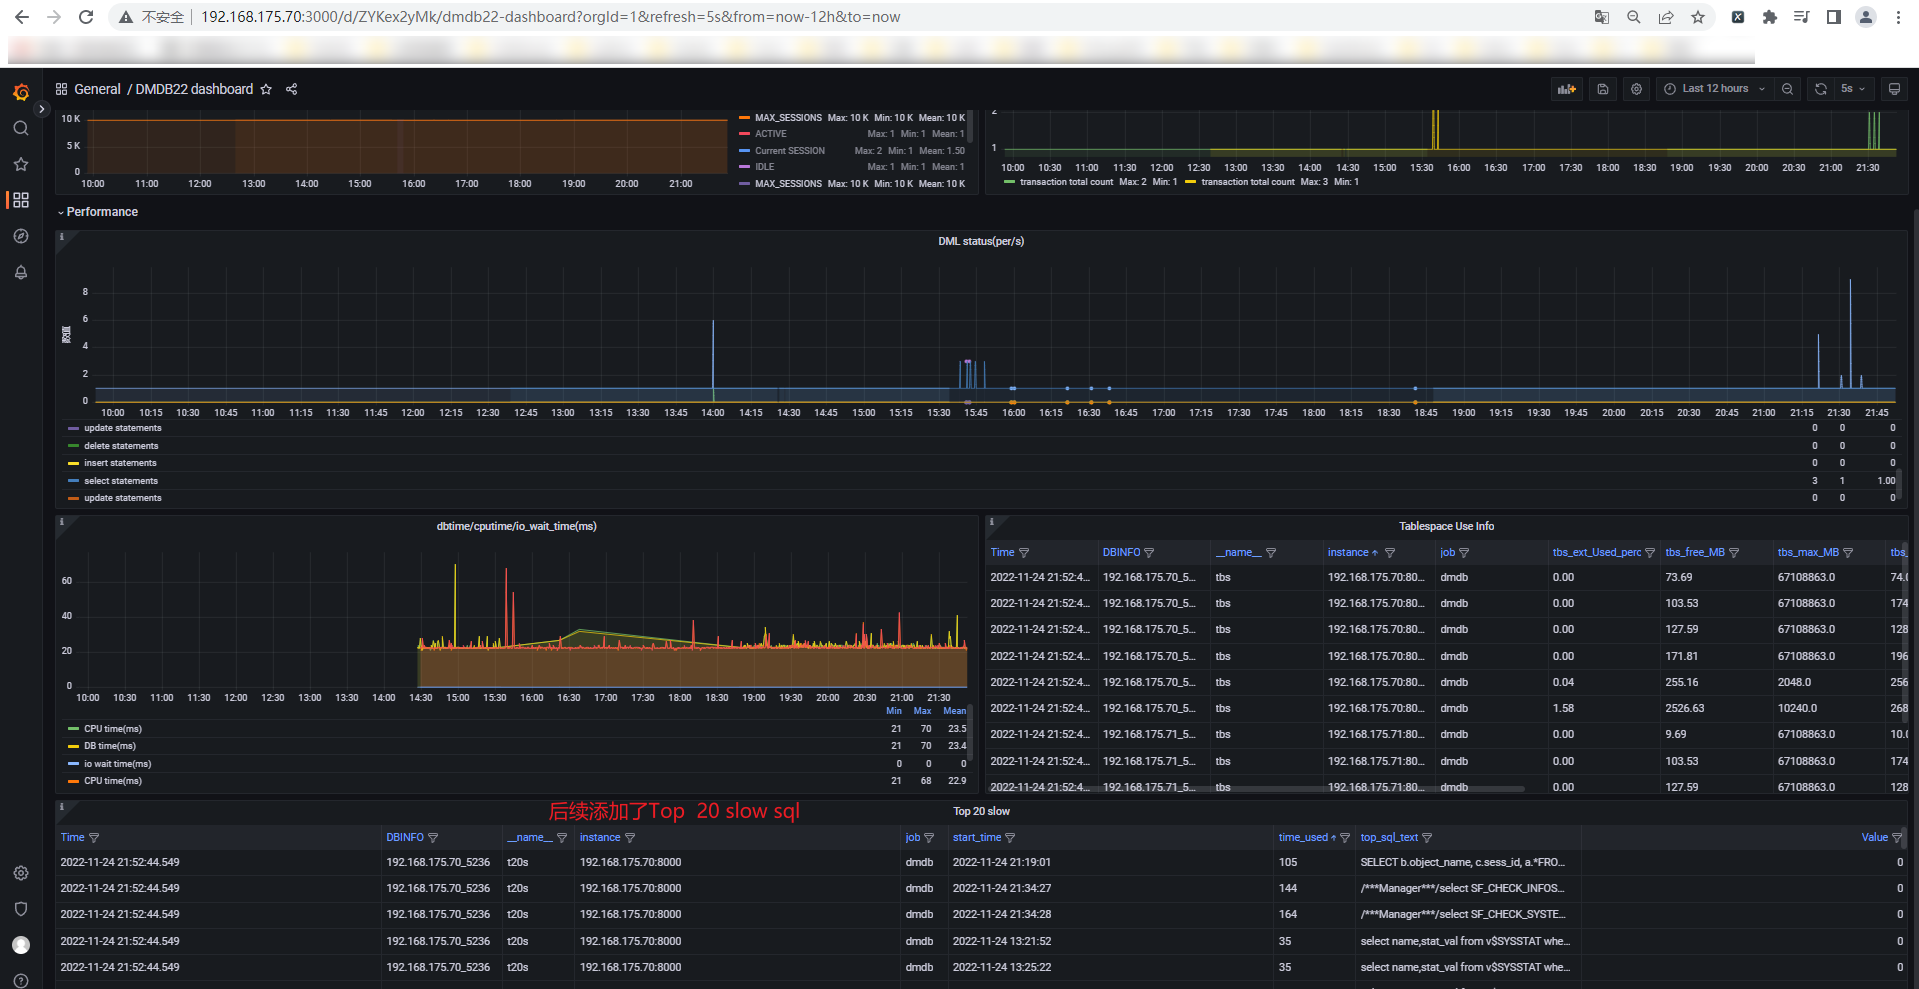 不安全 192.168.175.70:3000/d/ZYKex2yMk/dmdb22-dashboard?orgId=1&refresh=5s&from=now-12h&to=now
General / DMDB22 dashboard
Last 12 hours
5s
10 K
5 K
0
10:00 11:00 12:00 13:00 14:00 15:00 16:00 17:00 18:00 19:00 20:00 21:00
MAX_SESSIONS Max: 10 K Min: 10 K Mean: 10 K
ACTIVE Max: 1 Min: 1 Mean: 1
Current SESSION Max: 2 Min: 1 Mean: 1.50
IDLE Max: 1 Min: 1 Mean: 1
MAX_SESSIONS Max: 10 K Min: 10 K Mean: 10 K
2
1
10:00 10:30 11:00 11:30 12:00 12:30 13:00 13:30 14:00 14:30 15:00 15:30 16:00 16:30 17:00 17:30 18:00 18:30 19:00 19:30 20:00 20:30 21:00 21:30
transaction total count Max: 2 Min: 1 transaction total count Max: 3 Min: 1
Performance
DML status(per/s)
数值
8
6
4
2
0
10:00 10:15 10:30 10:45 11:00 11:15 11:30 11:45 12:00 12:15 12:30 12:45 13:00 13:15 13:30 13:45 14:00 14:15 14:30 14:45 15:00 15:15 15:30 15:45 16:00 16:15 16:30 16:45 17:00 17:15 17:30 17:45 18:00 18:15 18:30 18:45 19:00 19:15 19:30 19:45 20:00 20:15 20:30 20:45 21:00 21:15 21:30 21:45
update statements 0 0 0
delete statements 0 0 0
insert statements 0 0 0
select statements 3 1 1.00
update statements 0 0 0
dbtime/cputime/io_wait_time(ms)
60
40
20
0
10:00 10:30 11:00 11:30 12:00 12:30 13:00 13:30 14:00 14:30 15:00 15:30 16:00 16:30 17:00 17:30 18:00 18:30 19:00 19:30 20:00 20:30 21:00 21:30
Min Max Mean
CPU time(ms) 21 70 23.5
DB time(ms) 21 70 23.4
io wait time(ms) 0 0 0
CPU time(ms) 21 68 22.9
Tablespace Use Info
Time DBINFO __name__ instance job tbs_ext_Used_perc tbs_free_MB tbs_max_MB tbs_
2022-11-24 21:52:4... 192.168.175.70_5... tbs 192.168.175.70:80... dmdb 0.00 73.69 67108863.0 74.0
2022-11-24 21:52:4... 192.168.175.70_5... tbs 192.168.175.70:80... dmdb 0.00 103.53 67108863.0 174
2022-11-24 21:52:4... 192.168.175.70_5... tbs 192.168.175.70:80... dmdb 0.00 127.59 67108863.0 128
2022-11-24 21:52:4... 192.168.175.70_5... tbs 192.168.175.70:80... dmdb 0.00 171.81 67108863.0 196
2022-11-24 21:52:4... 192.168.175.70_5... tbs 192.168.175.70:80... dmdb 0.04 255.16 2048.0 256
2022-11-24 21:52:4... 192.168.175.70_5... tbs 192.168.175.70:80... dmdb 1.58 2526.63 10240.0 268
2022-11-24 21:52:4... 192.168.175.71_5... tbs 192.168.175.71:80... dmdb 0.00 9.69 67108863.0 10.0
2022-11-24 21:52:4... 192.168.175.71_5... tbs 192.168.175.71:80... dmdb 0.00 103.53 67108863.0 174
2022-11-24 21:52:4... 192.168.175.71_5... tbs 192.168.175.71:80... dmdb 0.00 127.59 67108863.0 128
后续添加了Top 20 slow sql
Top 20 slow
Time DBINFO __name__ instance job start_time time_used top_sql_text Value
2022-11-24 21:52:44.549 192.168.175.70_5236 t20s 192.168.175.70:8000 dmdb 2022-11-24 21:19:01 105 SELECT b.object_name, c.sess_id, a.*FRO... 0
2022-11-24 21:52:44.549 192.168.175.70_5236 t20s 192.168.175.70:8000 dmdb 2022-11-24 21:34:27 144 /***Manager***/select SF_CHECK_INFOS... 0
2022-11-24 21:52:44.549 192.168.175.70_5236 t20s 192.168.175.70:8000 dmdb 2022-11-24 21:34:28 164 /***Manager***/select SF_CHECK_SYSTE... 0
2022-11-24 21:52:44.549 192.168.175.70_5236 t20s 192.168.175.70:8000 dmdb 2022-11-24 13:21:52 35 select name,stat_val from v$SYSSTAT whe... 0
2022-11-24 21:52:44.549 192.168.175.70_5236 t20s 192.168.175.70:8000 dmdb 2022-11-24 13:25:22 35 select name,stat_val from v$SYSSTAT whe... 0